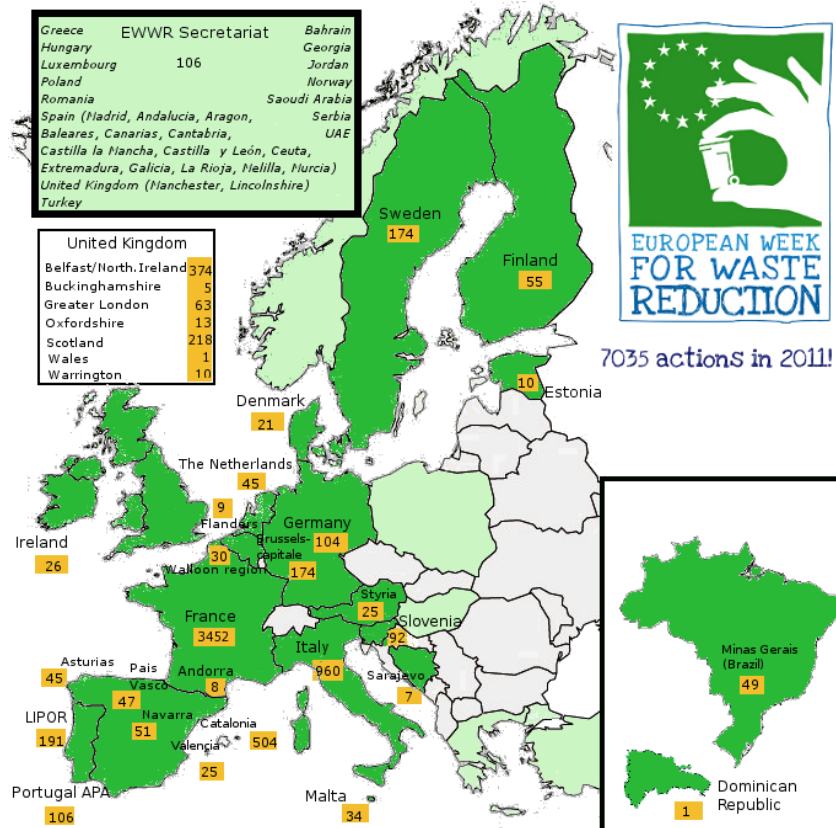 Greece EWWR Secretariat Bahrain
Hungary Georgia
Luxembourg 106 Jordan
Poland Norway
Romania Saoudi Arabia
Spain (Madrid, Andalucia, Aragon, Serbia
Baleares, Canarias, Cantabria, UAE
Castilla la Mancha, Castilla y León, Ceuta,
Extremadura, Galicia, La Rioja, Melilla, Murcia)
United Kingdom (Manchester, Lincolnshire)
Turkey
United Kingdom
Belfast/North.Ireland 374
Buckinghamshire 5
Greater London 63
Oxfordshire 13
Scotland 218
Wales 1
Warrington 10
EUROPEAN WEEK
FOR WASTE
REDUCTION
7035 actions in 2011!
Sweden
174
Finland
55
10
Estonia
Denmark
21
The Netherlands
45
9
Flanders
Germany
104
Brussels-
capitale
174
30
Walloon region
Ireland
26
Styria
25
Slovenia
92
France
3452
Italy
960
Sarajevo
7
Andorra
8
Asturias
45
Pais
Vasco
47
LIPOR
191
Navarra
51
Catalonia
504
Valencia
25
Portugal APA
106
Malta
34
Minas Gerais
(Brazil)
49
Dominican
Republic
1